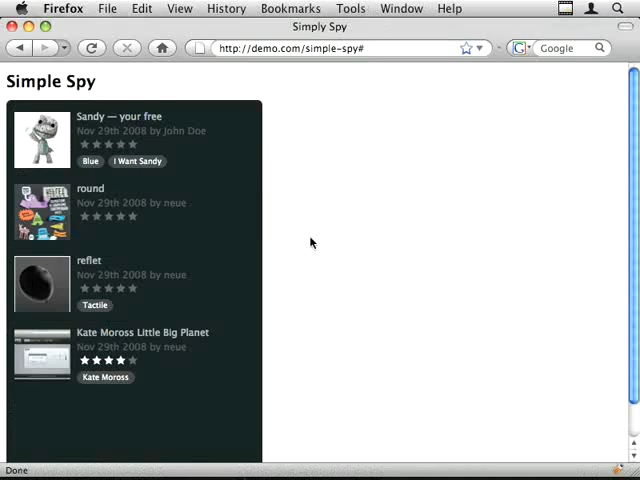 Firefox File Edit View History Bookmarks Tools Window Help
Simply Spy
http://demo.com/simple-spy#
Google
Simple Spy
Sandy — your free
Nov 29th 2008 by John Doe
Blue I Want Sandy
round
Nov 29th 2008 by neue
reflet
Nov 29th 2008 by neue
Tactile
Kate Moross Little Big Planet
Nov 29th 2008 by neue
Kate Moross
Done